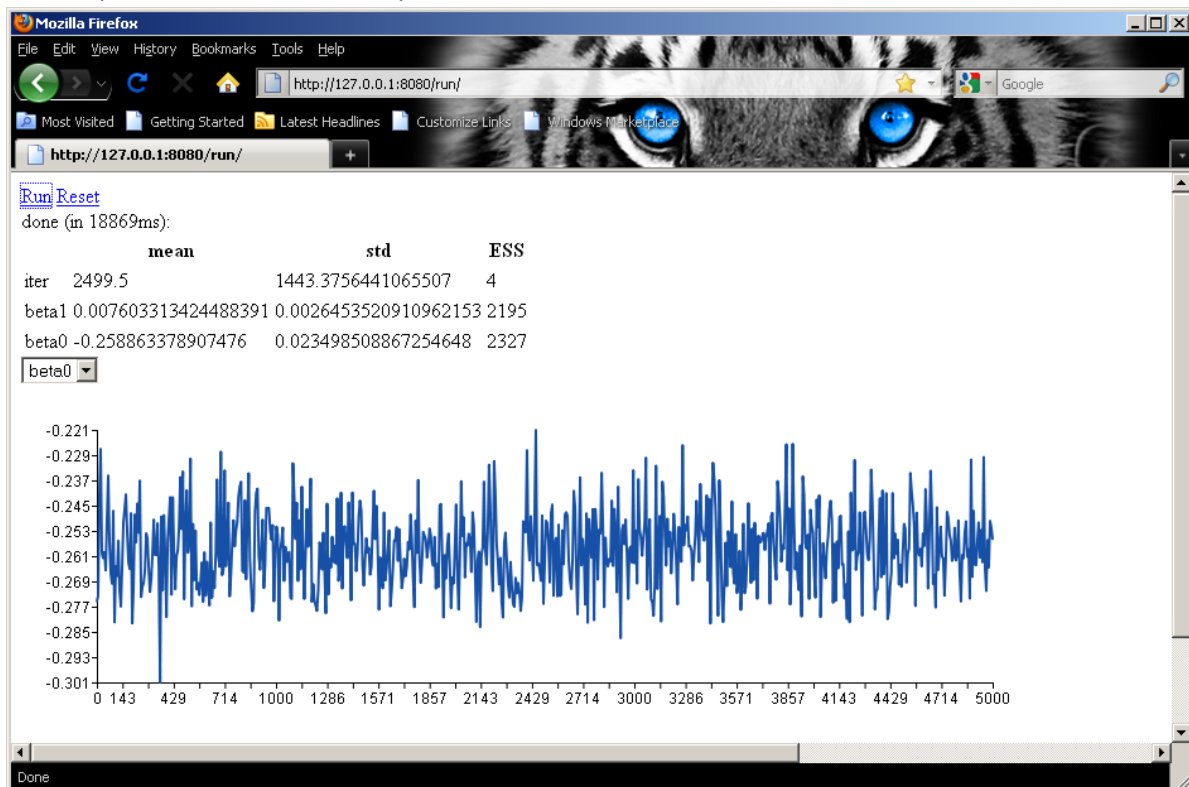 Mozilla Firefox
File Edit View History Bookmarks Tools Help
http://127.0.0.1:8080/run/ Google
Most Visited Getting Started Latest Headlines Customize Links Windows Marketplace
http://127.0.0.1:8080/run/ +
Run Reset
done (in 18869ms):
mean std ESS
iter 2499.5 1443.3756441065507 4
beta1 0.007603313424488391 0.0026453520910962153 2195
beta0 -0.258863378907476 0.023498508867254648 2327
beta0
-0.221
-0.229
-0.237
-0.245
-0.253
-0.261
-0.269
-0.277
-0.285
-0.293
-0.301
0 143 429 714 1000 1286 1571 1857 2143 2429 2714 3000 3286 3571 3857 4143 4429 4714 5000
Done